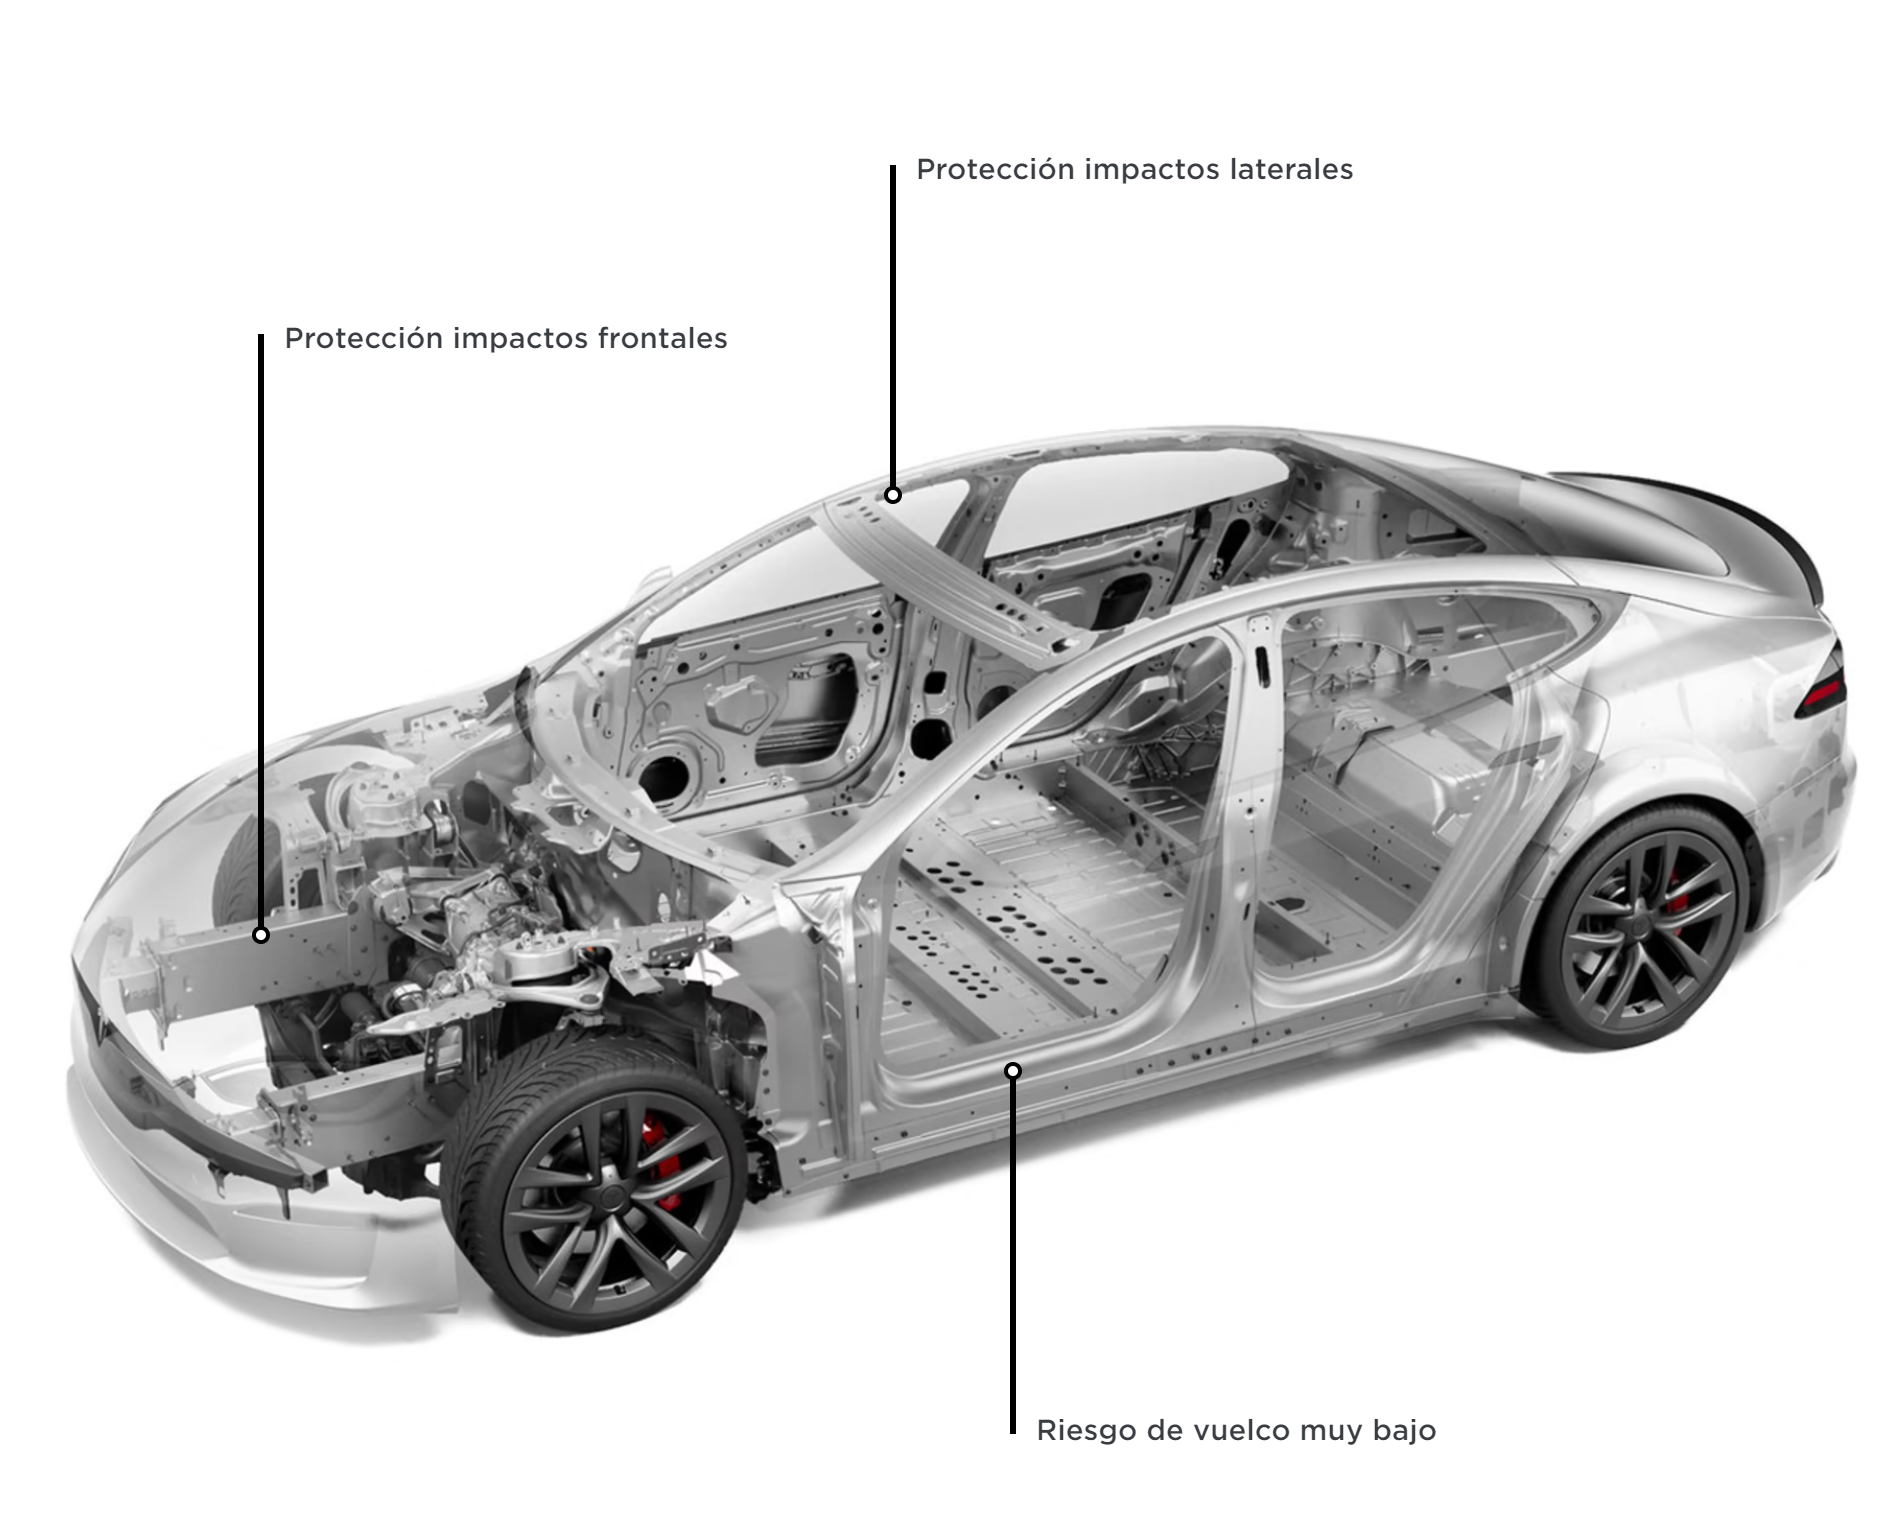 Protección impactos laterales
Protección impactos frontales
Riesgo de vuelco muy bajo